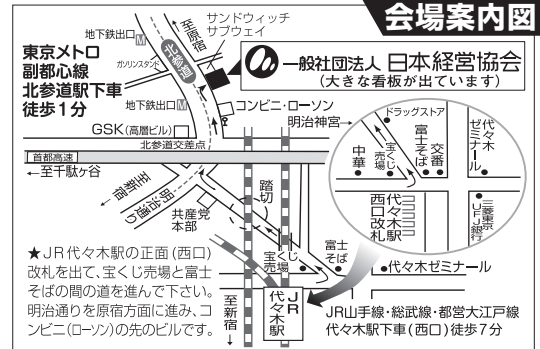 会場案内図
サンドウィッチ
サブウェイ
至原宿
地下鉄出口M
北参道
東京メトロ
副都心線
北参道駅下車
徒歩1分
ガソリンスタンド
一般社団法人 日本経営協会
(大きな看板が出ています)
地下鉄出口M
コンビニ・ローソン
明治神宮→
GSK(高層ビル)
北参道交差点
首都高速
←至千駄ヶ谷
至新宿
明治通り
共産党
本部
踏切
宝くじ
売場
富士
そば
代々木ゼミナール
JR
代々木駅
至新宿
↓
ドラッグストア
中華
宝くじ
売場
富士そば
交番
代々木
ゼミナール
代々木駅
西口改札
三菱東京
UFJ銀行
★JR代々木駅の正面(西口)
改札を出て、宝くじ売場と富士
そばの間の道を進んで下さい。
明治通りを原宿方面に進み、コ
ンビニ(ローソン)の先のビルです。
JR山手線・総武線・都営大江戸線
代々木駅下車(西口)徒歩7分